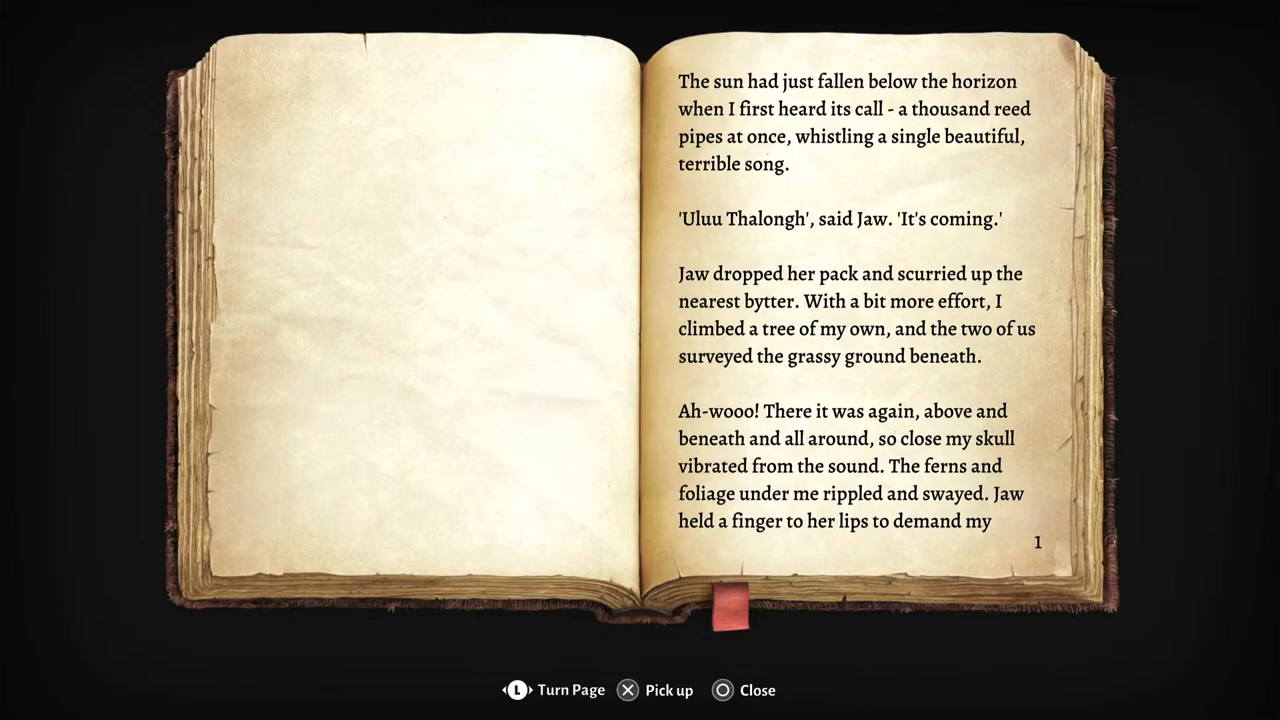 The sun had just fallen below the horizon
when I first heard its call - a thousand reed
pipes at once, whistling a single beautiful,
terrible song.
'Uluu Thalongh', said Jaw. 'It's coming.'
Jaw dropped her pack and scurried up the
nearest bytter. With a bit more effort, I
climbed a tree of my own, and the two of us
surveyed the grassy ground beneath.
Ah-wooo! There it was again, above and
beneath and all around, so close my skull
vibrated from the sound. The ferns and
foliage under me rippled and swayed. Jaw
held a finger to her lips to demand my
1
L Turn Page Pick up Close